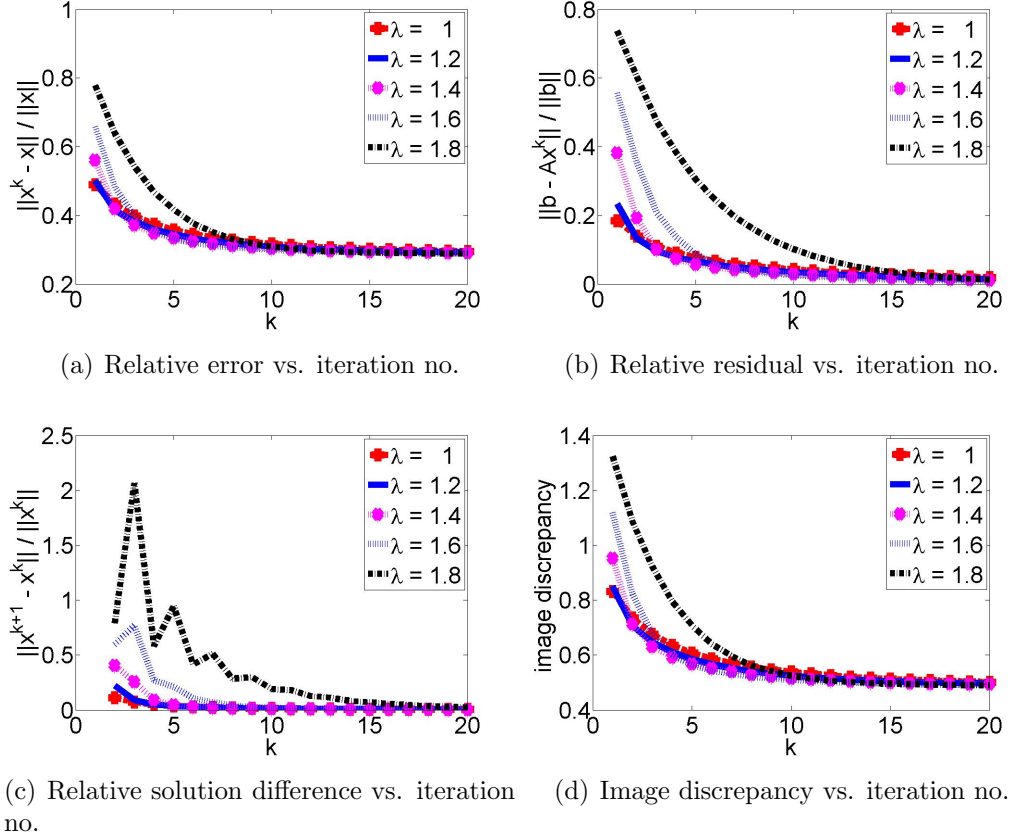 1
0.8
0.6
0.4
0.2
0 5 10 15 20
k
||x^k - x|| / ||x||
λ = 1
λ = 1.2
λ = 1.4
λ = 1.6
λ = 1.8
(a) Relative error vs. iteration no.
0.8
0.6
0.4
0.2
0
0 5 10 15 20
k
||b - Ax^k|| / ||b||
λ = 1
λ = 1.2
λ = 1.4
λ = 1.6
λ = 1.8
(b) Relative residual vs. iteration no.
2.5
2
1.5
1
0.5
0
0 5 10 15 20
k
||x^{k+1} - x^k|| / ||x^k||
λ = 1
λ = 1.2
λ = 1.4
λ = 1.6
λ = 1.8
(c) Relative solution difference vs. iteration
no.
1.4
1.2
1
0.8
0.6
0.4
0 5 10 15 20
k
image discrepancy
λ = 1
λ = 1.2
λ = 1.4
λ = 1.6
λ = 1.8
(d) Image discrepancy vs. iteration no.